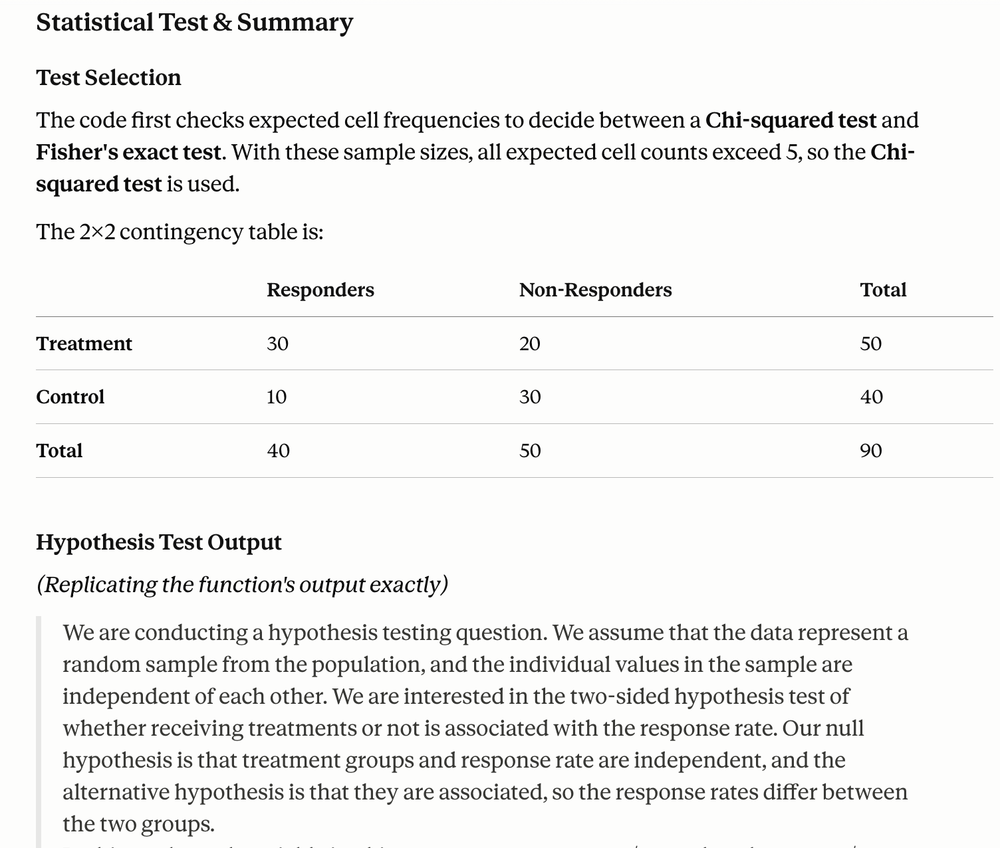 Statistical Test & Summary
Test Selection
The code first checks expected cell frequencies to decide between a Chi-squared test and
Fisher's exact test. With these sample sizes, all expected cell counts exceed 5, so the Chi-
squared test is used.
The 2×2 contingency table is:
Responders Non-Responders Total
Treatment 30 20 50
Control 10 30 40
Total 40 50 90
Hypothesis Test Output
(Replicating the function's output exactly)
We are conducting a hypothesis testing question. We assume that the data represent a
random sample from the population, and the individual values in the sample are
independent of each other. We are interested in the two-sided hypothesis test of
whether receiving treatments or not is associated with the response rate. Our null
hypothesis is that treatment groups and response rate are independent, and the
alternative hypothesis is that they are associated, so the response rates differ between
the two groups.